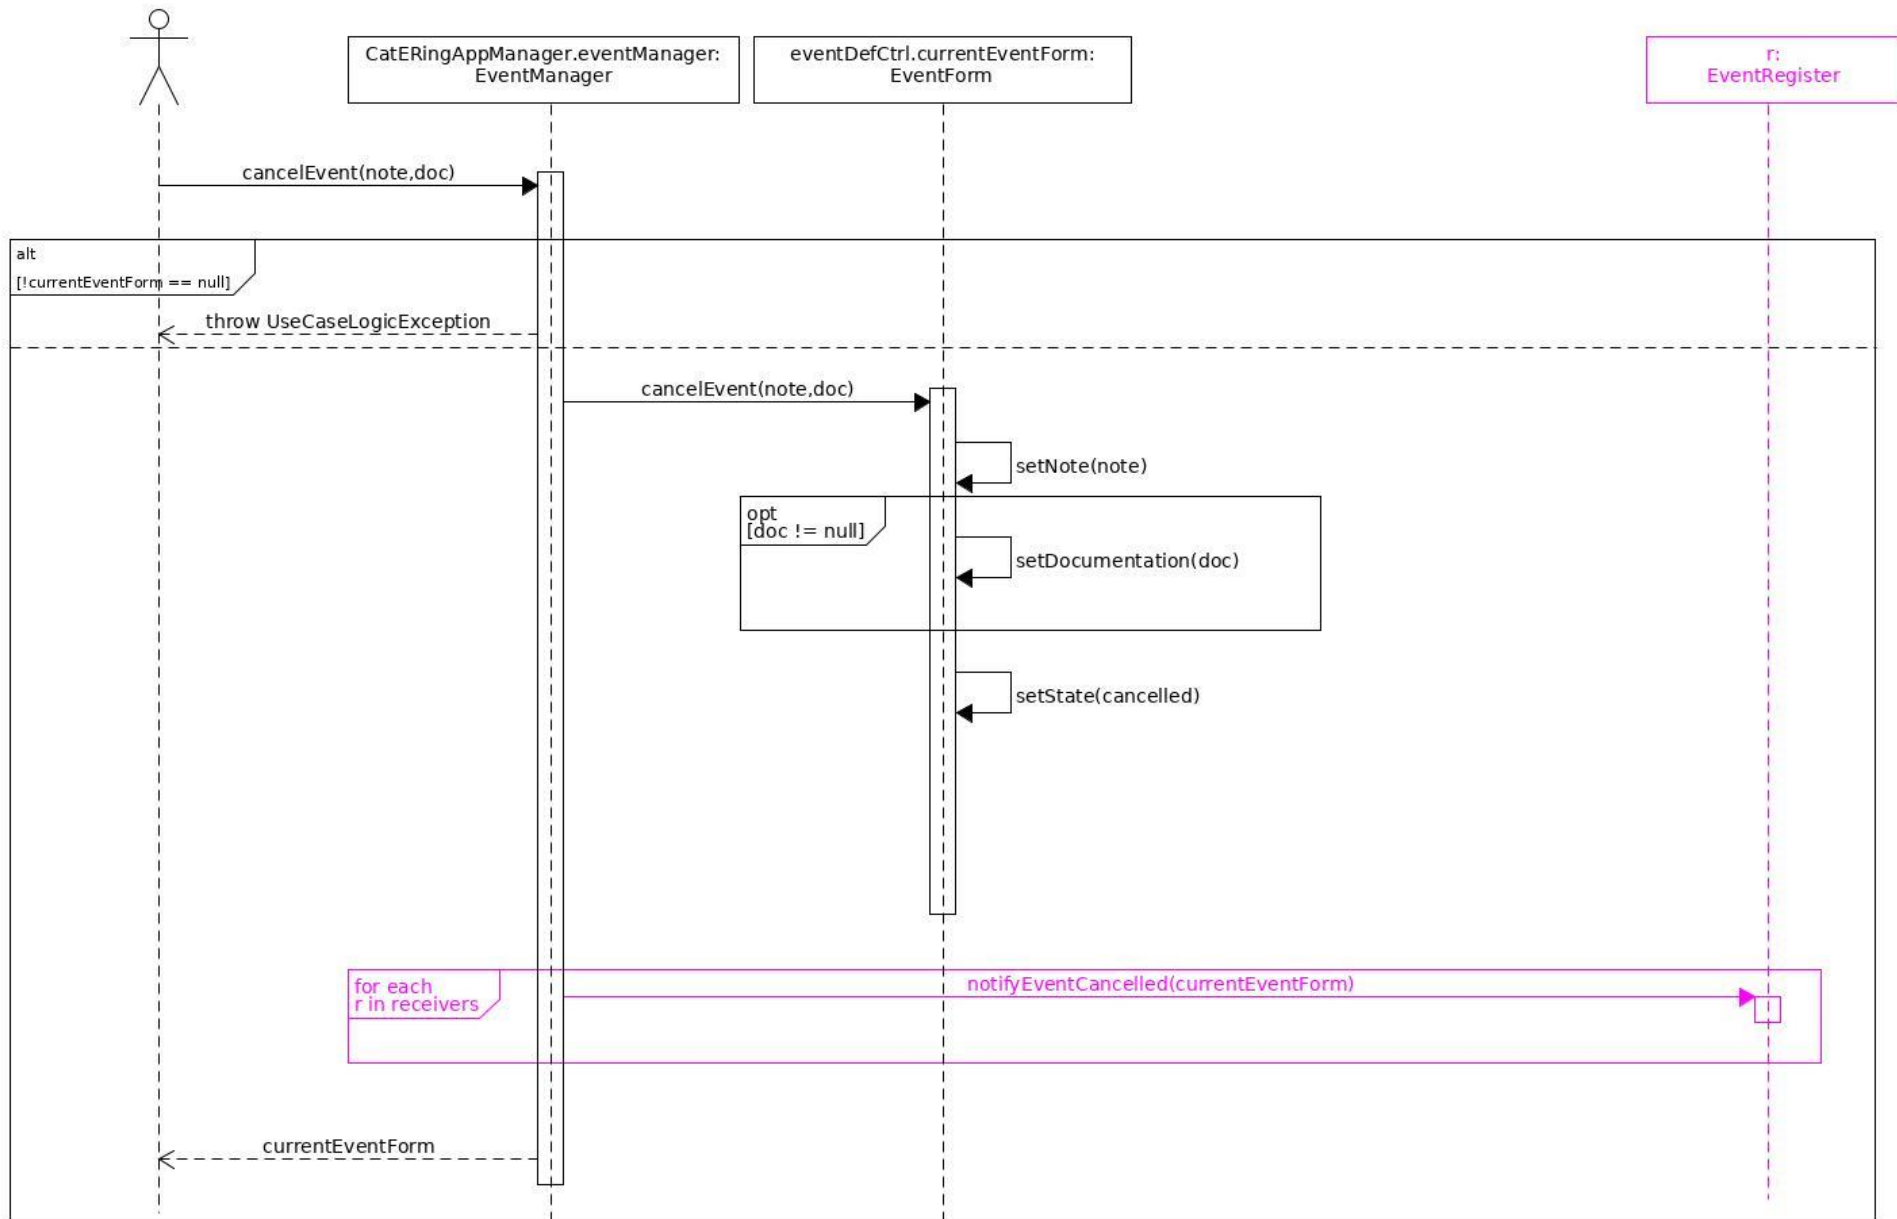 CatERingAppManager.eventManager:
EventManager
eventDefCtrl.currentEventForm:
EventForm
r:
EventRegister
cancelEvent(note,doc)
alt
[!currentEventForm == null]
throw UseCaseLogicException
cancelEvent(note,doc)
setNote(note)
opt
[doc != null]
setDocumentation(doc)
setState(cancelled)
for each
r in receivers
notifyEventCancelled(currentEventForm)
currentEventForm